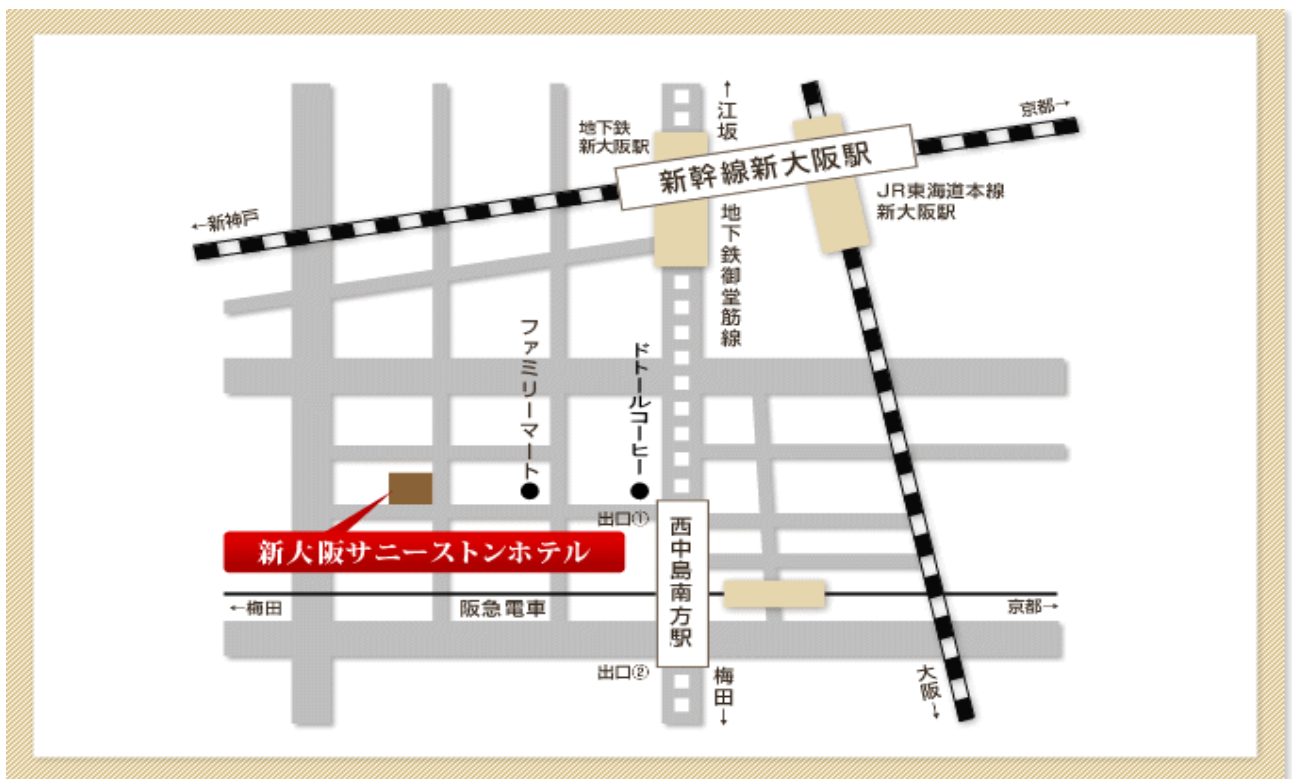 ←江坂
京都→
地下鉄
新大阪駅
新幹線新大阪駅
JR東海道本線
新大阪駅
←新神戸
地下鉄御堂筋線
ファミリーマート
ドトールコーヒー
出口①
西中島南方駅
新大阪サニーストンホテル
←梅田
阪急電車
京都→
出口②
梅田→
大阪→